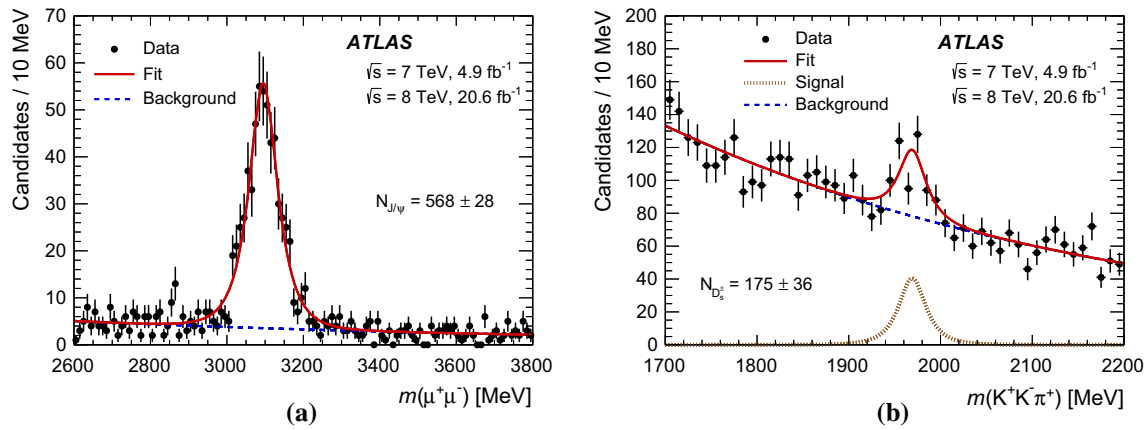 Candidates / 10 MeV
70
60
50
40
30
20
10
0
ATLAS
Data
Fit
Background
√s = 7 TeV, 4.9 fb⁻¹
√s = 8 TeV, 20.6 fb⁻¹
N_{J/ψ} = 568 ± 28
2600 2800 3000 3200 3400 3600 3800
m(μ⁺μ⁻) [MeV]
(a)
Candidates / 10 MeV
200
180
160
140
120
100
80
60
40
20
0
ATLAS
Data
Fit
Signal
Background
√s = 7 TeV, 4.9 fb⁻¹
√s = 8 TeV, 20.6 fb⁻¹
N_{D_s^±} = 175 ± 36
1700 1800 1900 2000 2100 2200
m(K⁺K⁻π⁺) [MeV]
(b)